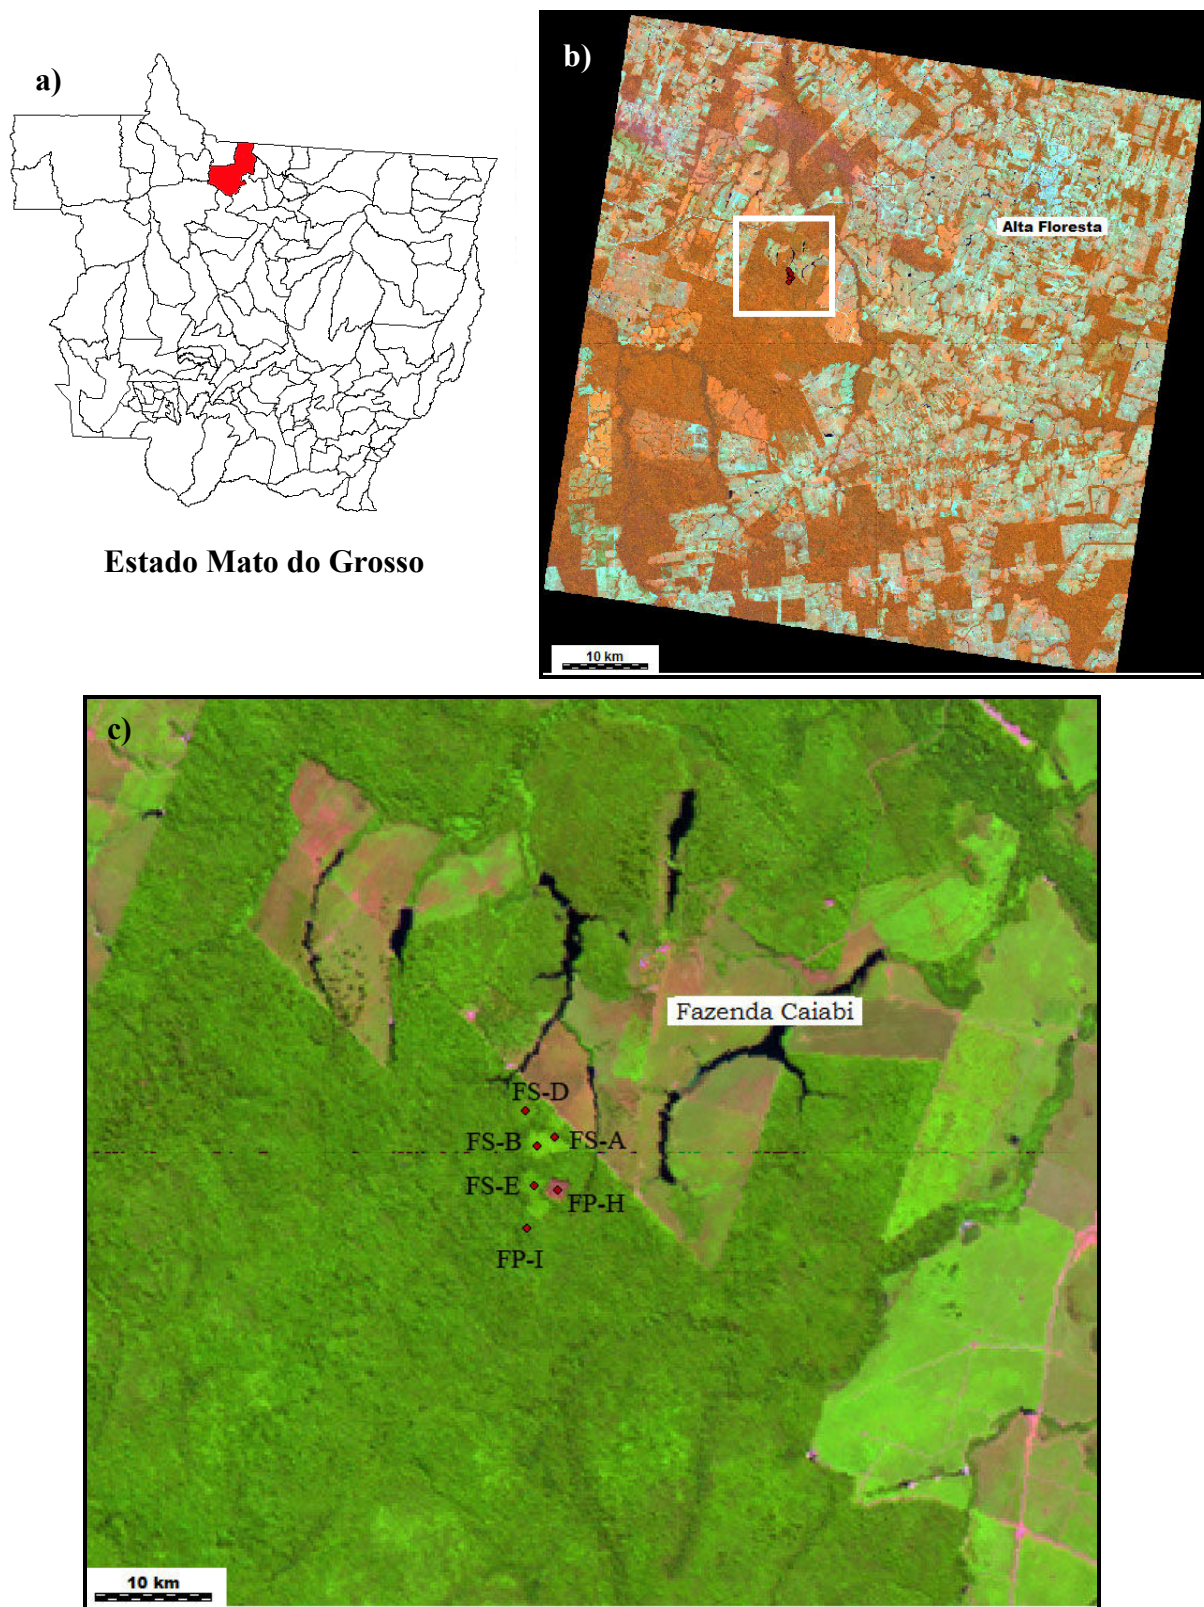 a)
b)
Alta Floresta
Estado Mato do Grosso
10 km
c)
Fazenda Caiabi
FS-D
FS-B
FS-A
FS-E
FP-H
FP-I
10 km